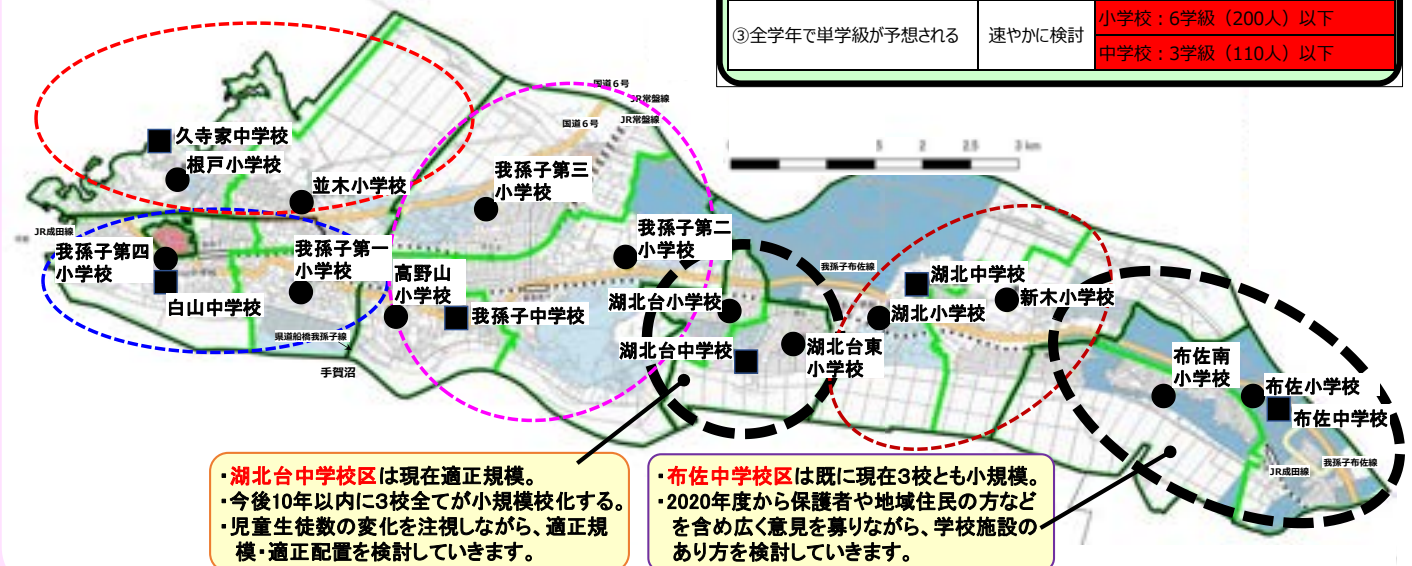 ③全学年で単学級が予想される
速やかに検討
小学校：6学級（200人）以下
中学校：3学級（110人）以下
国道６号
JR常磐線
国道６号
JR常磐線
5
2
2.5
3 km
久寺家中学校
根戸小学校
並木小学校
我孫子第三
小学校
JR成田線
我孫子第四
小学校
白山中学校
我孫子第一
小学校
高野山
小学校
我孫子中学校
我孫子第二
小学校
県道船橋我孫子線
手賀沼
湖北台小学校
湖北台中学校
湖北台東
小学校
我孫子布佐線
湖北中学校
湖北小学校
新木小学校
布佐南
小学校
布佐小学校
布佐中学校
JR成田線
我孫子布佐線
・湖北台中学校区は現在適正規模。
・今後10年以内に３校全てが小規模校化する。
・児童生徒数の変化を注視しながら、適正規
模・適正配置を検討していきます。
・布佐中学校区は既に現在３校とも小規模。
・2020年度から保護者や地域住民の方など
を含め広く意見を募りながら、学校施設の
あり方を検討していきます。